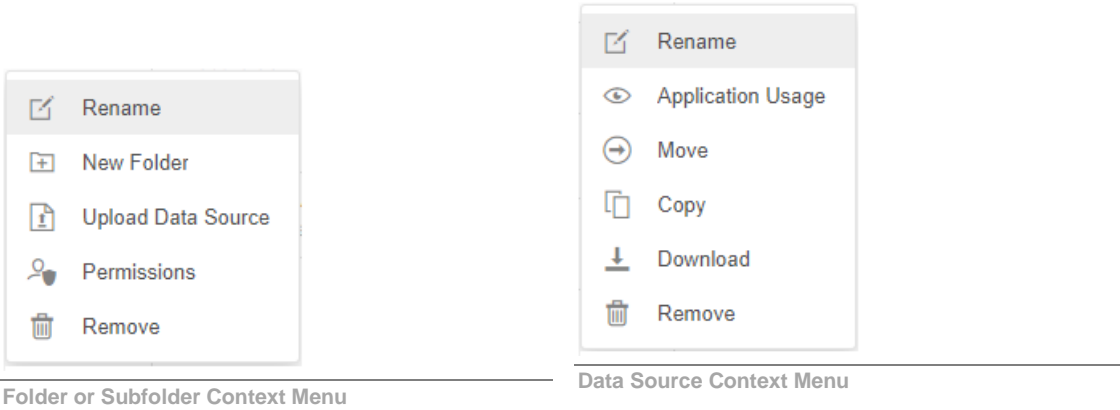 Rename
New Folder
Upload Data Source
Permissions
Remove
Folder or Subfolder Context Menu
Rename
Application Usage
Move
Copy
Download
Remove
Data Source Context Menu